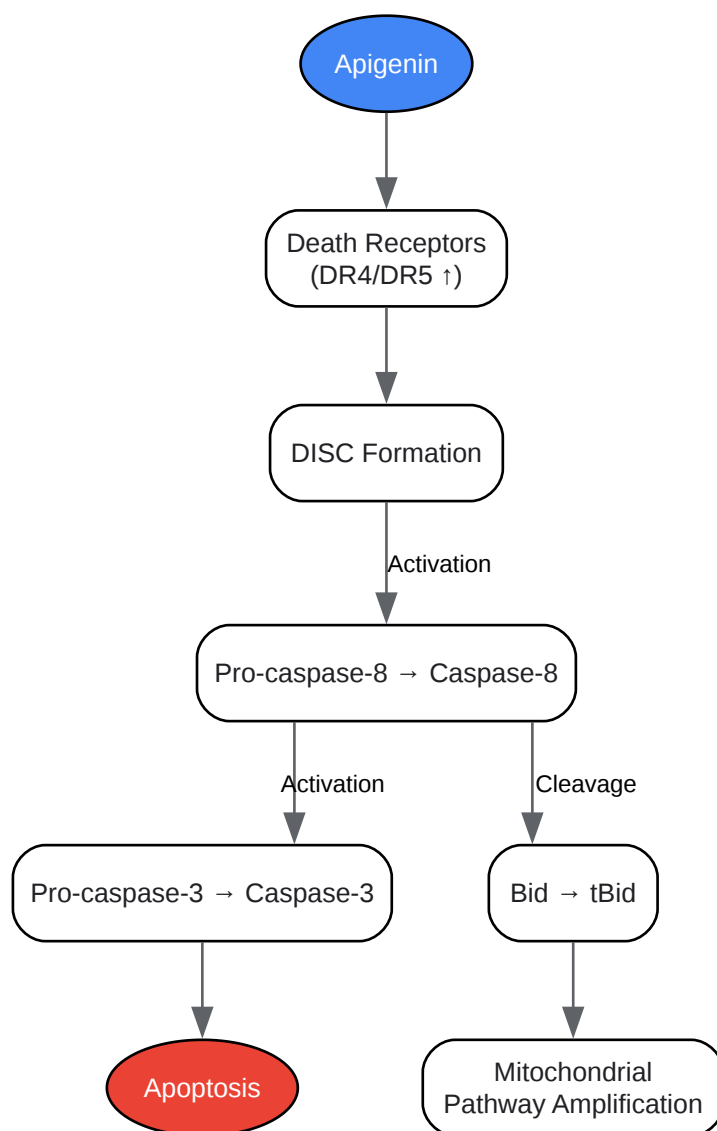 Apigenin
Death Receptors
(DR4/DR5 ↑)
DISC Formation
Activation
Pro-caspase-8 → Caspase-8
Activation
Cleavage
Pro-caspase-3 → Caspase-3
Bid → tBid
Apoptosis
Mitochondrial
Pathway Amplification